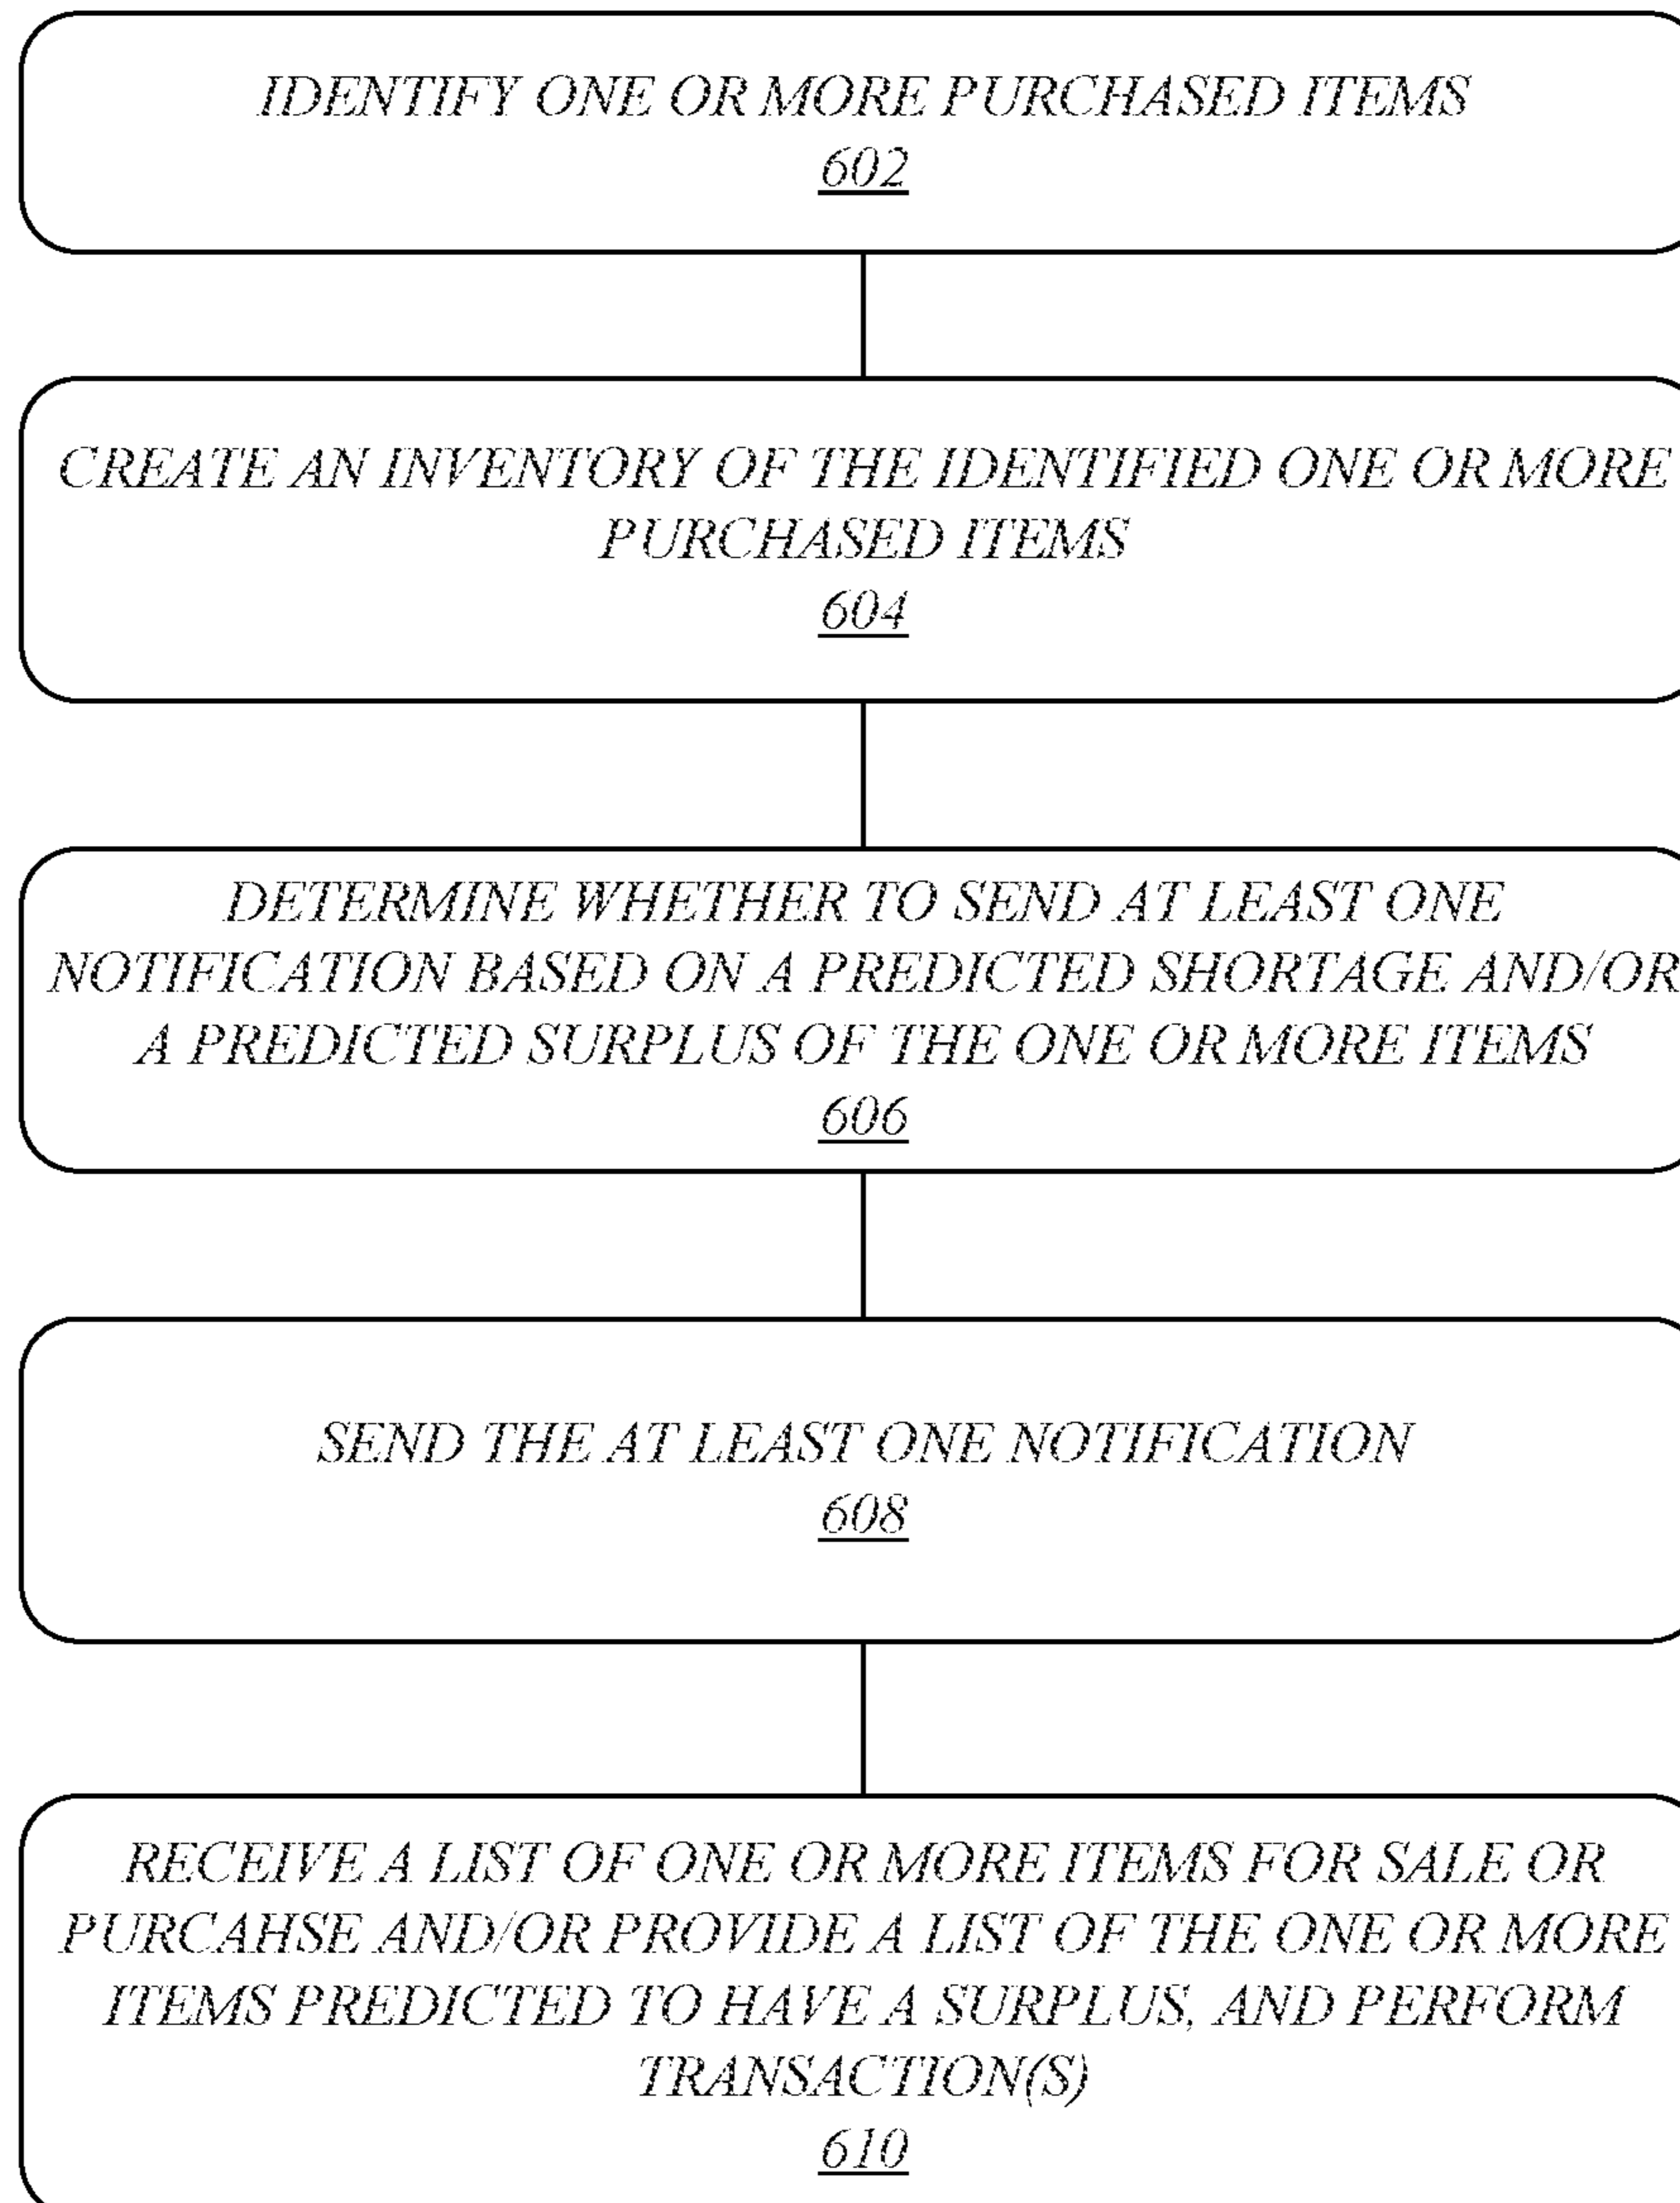 IDENTIFY ONE OR MORE PURCHASED ITEMS
602
CREATE AN INVENTORY OF THE IDENTIFIED ONE OR MORE
PURCHASED ITEMS
604
DETERMINE WHETHER TO SEND AT LEAST ONE
NOTIFICATION BASED ON A PREDICTED SHORTAGE AND/OR
A PREDICTED SURPLUS OF THE ONE OR MORE ITEMS
606
SEND THE AT LEAST ONE NOTIFICATION
608
RECEIVE A LIST OF ONE OR MORE ITEMS FOR SALE OR
PURCAHSE AND/OR PROVIDE A LIST OF THE ONE OR MORE
ITEMS PREDICTED TO HAVE A SURPLUS, AND PERFORM
TRANSACTION(S)
610